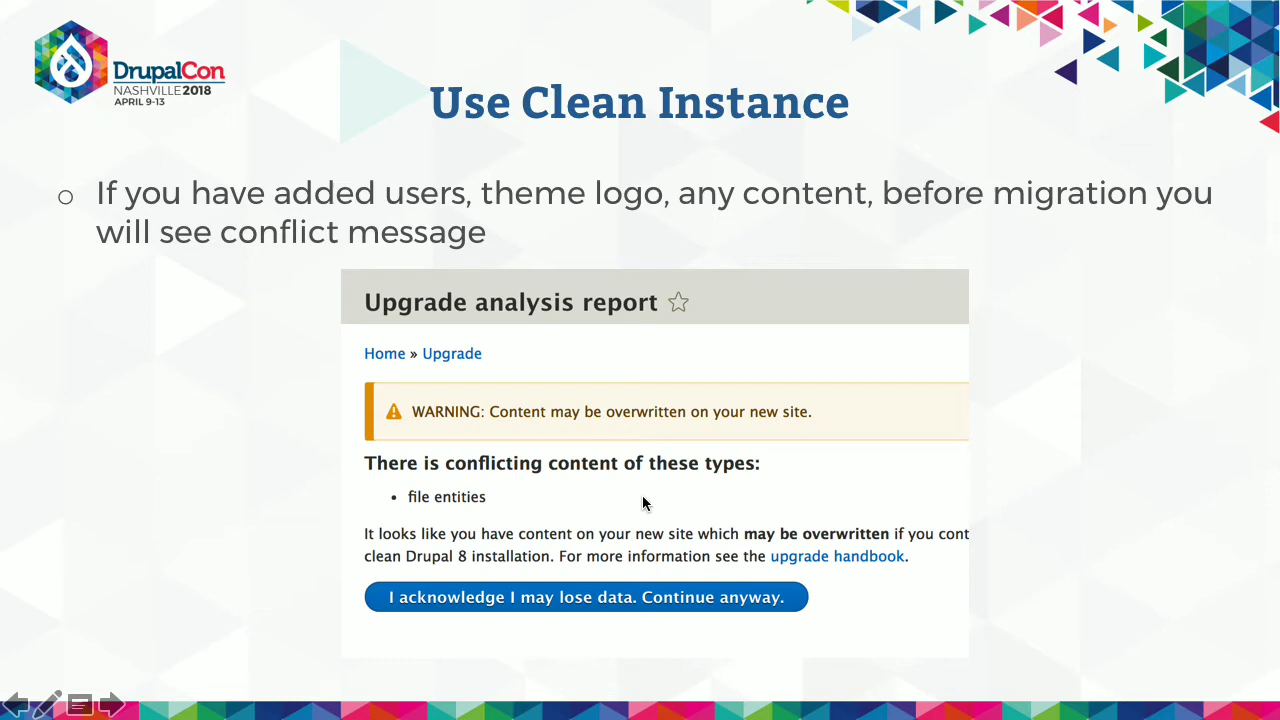 DrupalCon
NASHVILLE 2018
APRIL 9-13
Use Clean Instance
o If you have added users, theme logo, any content, before migration you
will see conflict message
Upgrade analysis report
Home » Upgrade
WARNING: Content may be overwritten on your new site.
There is conflicting content of these types:
• file entities
It looks like you have content on your new site which may be overwritten if you cont
clean Drupal 8 installation. For more information see the upgrade handbook.
I acknowledge I may lose data. Continue anyway.